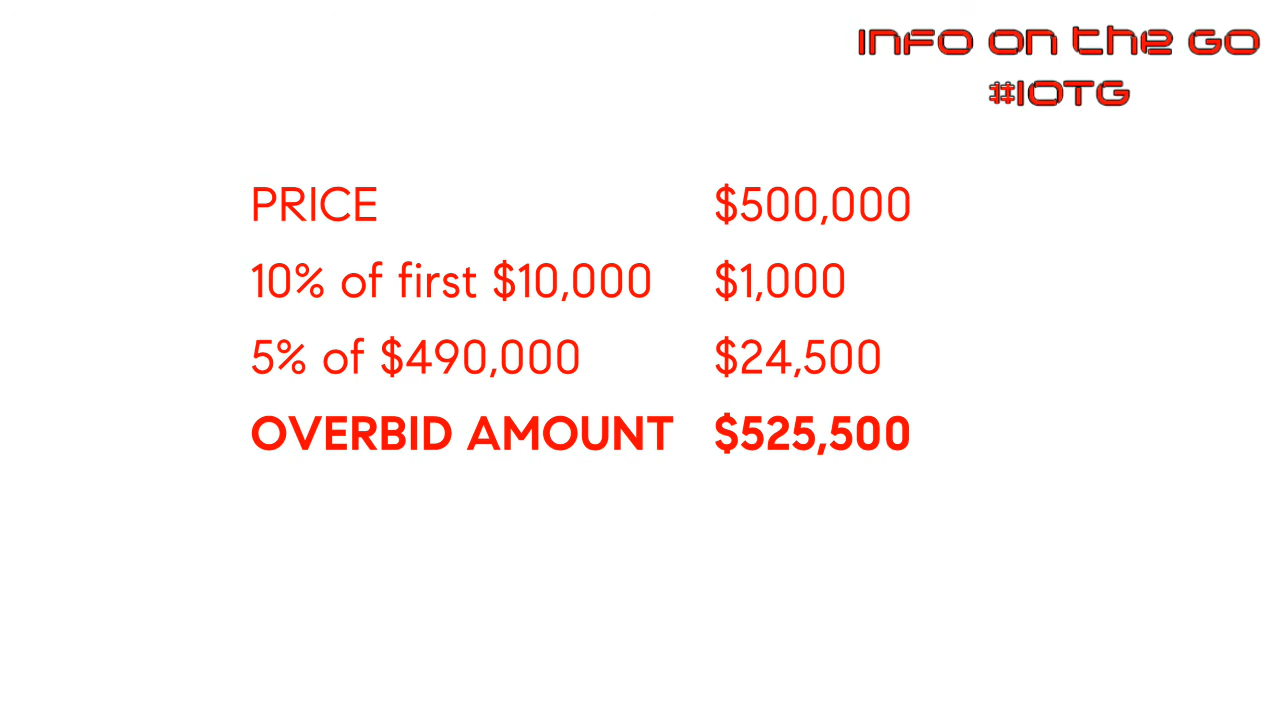 INFO ON THE GO
#IOTG
PRICE $500,000
10% of first $10,000 $1,000
5% of $490,000 $24,500
OVERBID AMOUNT $525,500